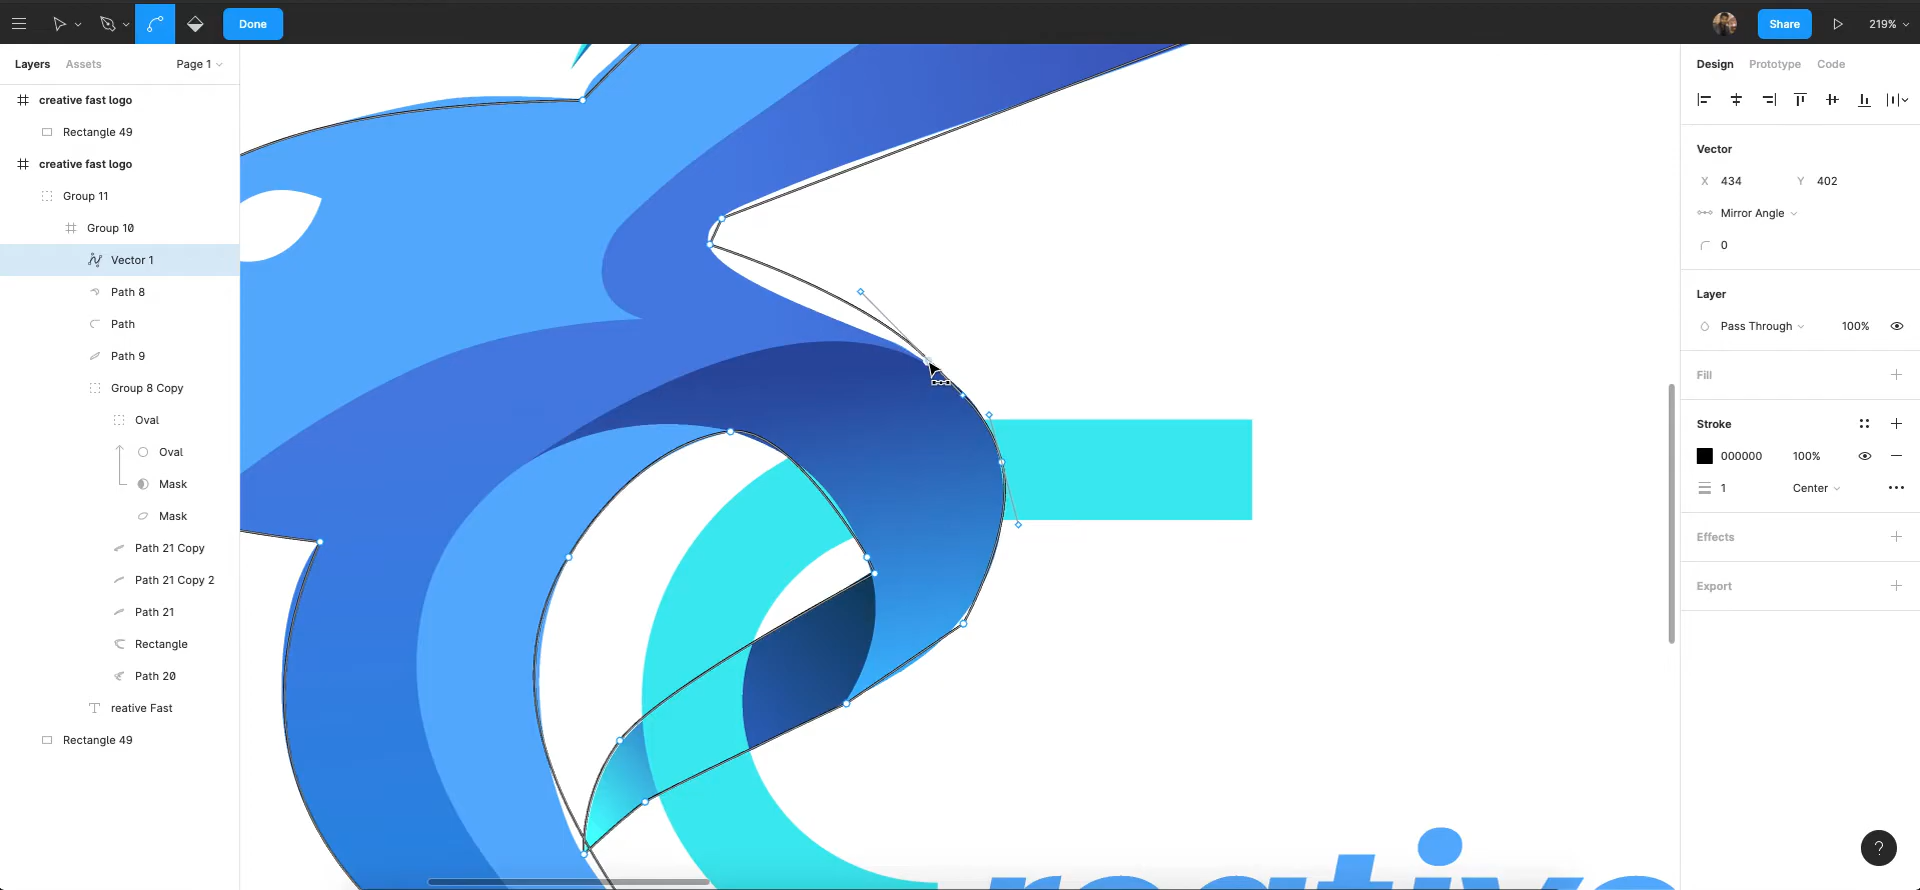 Done
Share
219%
Layers
Assets
Page 1
creative fast logo
Rectangle 49
creative fast logo
Group 11
Group 10
Vector 1
Path 8
Path
Path 9
Group 8 Copy
Oval
Oval
Mask
Mask
Path 21 Copy
Path 21 Copy 2
Path 21
Rectangle
Path 20
reative Fast
Rectangle 49
Design
Prototype
Code
Vector
X 434
Y 402
Mirror Angle
0
Layer
Pass Through
100%
Fill
Stroke
000000
100%
1
Center
Effects
Export
?
reative